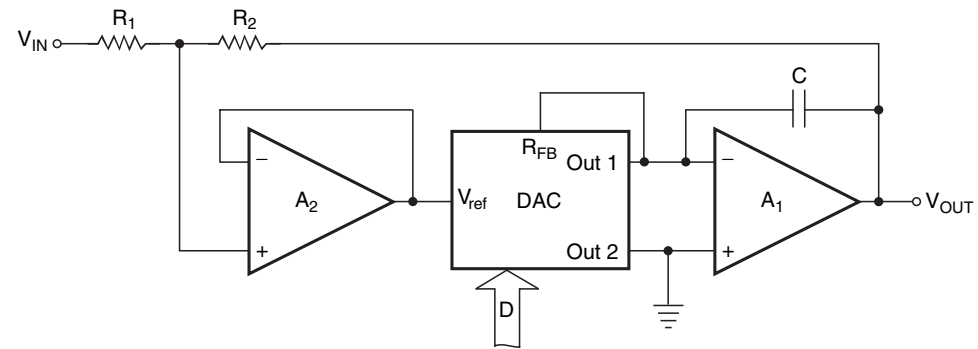 R1
R2
VIN
C
RFB
−
Out 1
−
A2
Vref
DAC
A1
VOUT
+
Out 2
+
D